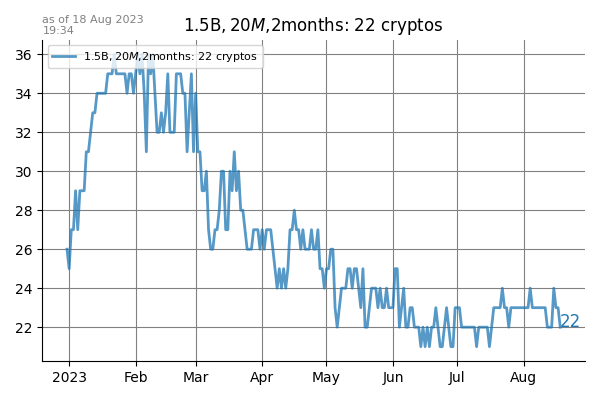 as of 18 Aug 2023
19:34
1.5B, 20M,2months: 22 cryptos
1.5B, 20M,2months: 22 cryptos
36
34
32
30
28
26
24
22
22
2023 Feb Mar Apr May Jun Jul Aug